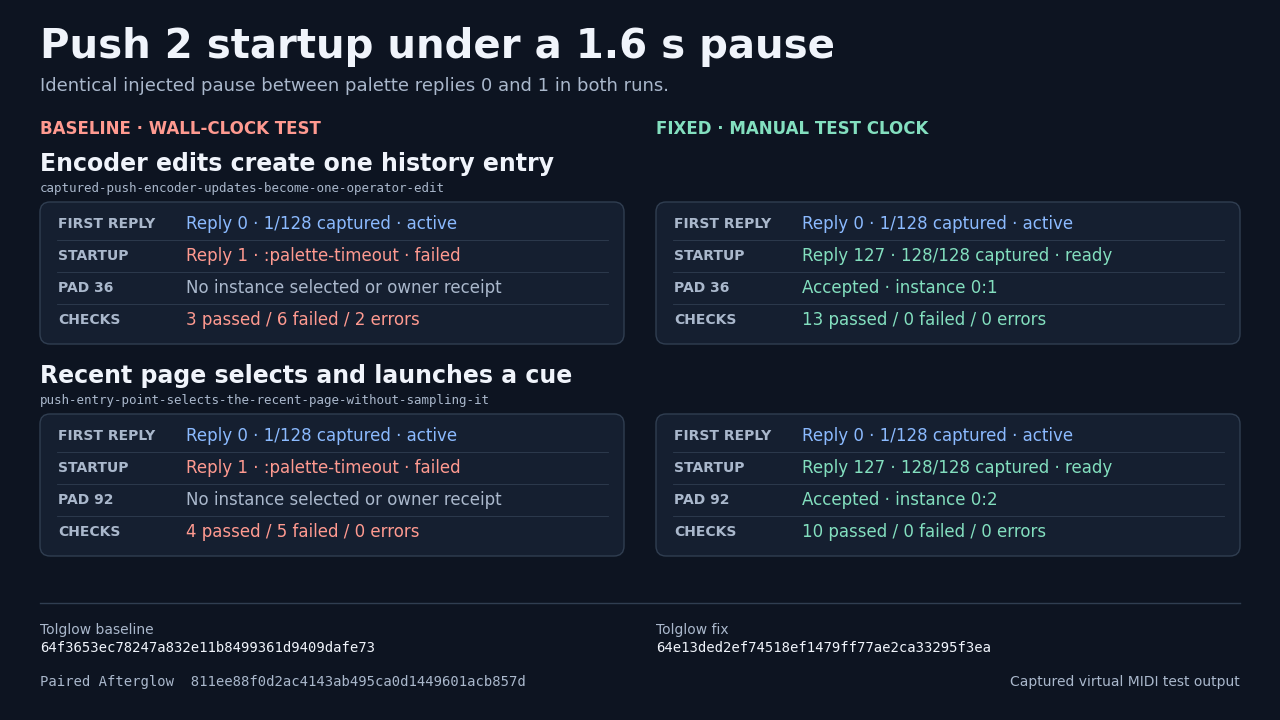 Push 2 startup under a 1.6 s pause
Identical injected pause between palette replies 0 and 1 in both runs.
BASELINE · WALL-CLOCK TEST
FIXED · MANUAL TEST CLOCK
Encoder edits create one history entry
captured-push-encoder-updates-become-one-operator-edit
FIRST REPLY Reply 0 · 1/128 captured · active
STARTUP Reply 1 · :palette-timeout · failed
PAD 36 No instance selected or owner receipt
CHECKS 3 passed / 6 failed / 2 errors
FIRST REPLY Reply 0 · 1/128 captured · active
STARTUP Reply 127 · 128/128 captured · ready
PAD 36 Accepted · instance 0:1
CHECKS 13 passed / 0 failed / 0 errors
Recent page selects and launches a cue
push-entry-point-selects-the-recent-page-without-sampling-it
FIRST REPLY Reply 0 · 1/128 captured · active
STARTUP Reply 1 · :palette-timeout · failed
PAD 92 No instance selected or owner receipt
CHECKS 4 passed / 5 failed / 0 errors
FIRST REPLY Reply 0 · 1/128 captured · active
STARTUP Reply 127 · 128/128 captured · ready
PAD 92 Accepted · instance 0:2
CHECKS 10 passed / 0 failed / 0 errors
Tolglow baseline
64f3653ec78247a832e11b8499361d9409dafe73
Tolglow fix
64e13ded2ef74518ef1479ff77ae2ca33295f3ea
Paired Afterglow 811ee88f0d2ac4143ab495ca0d1449601acb857d
Captured virtual MIDI test output